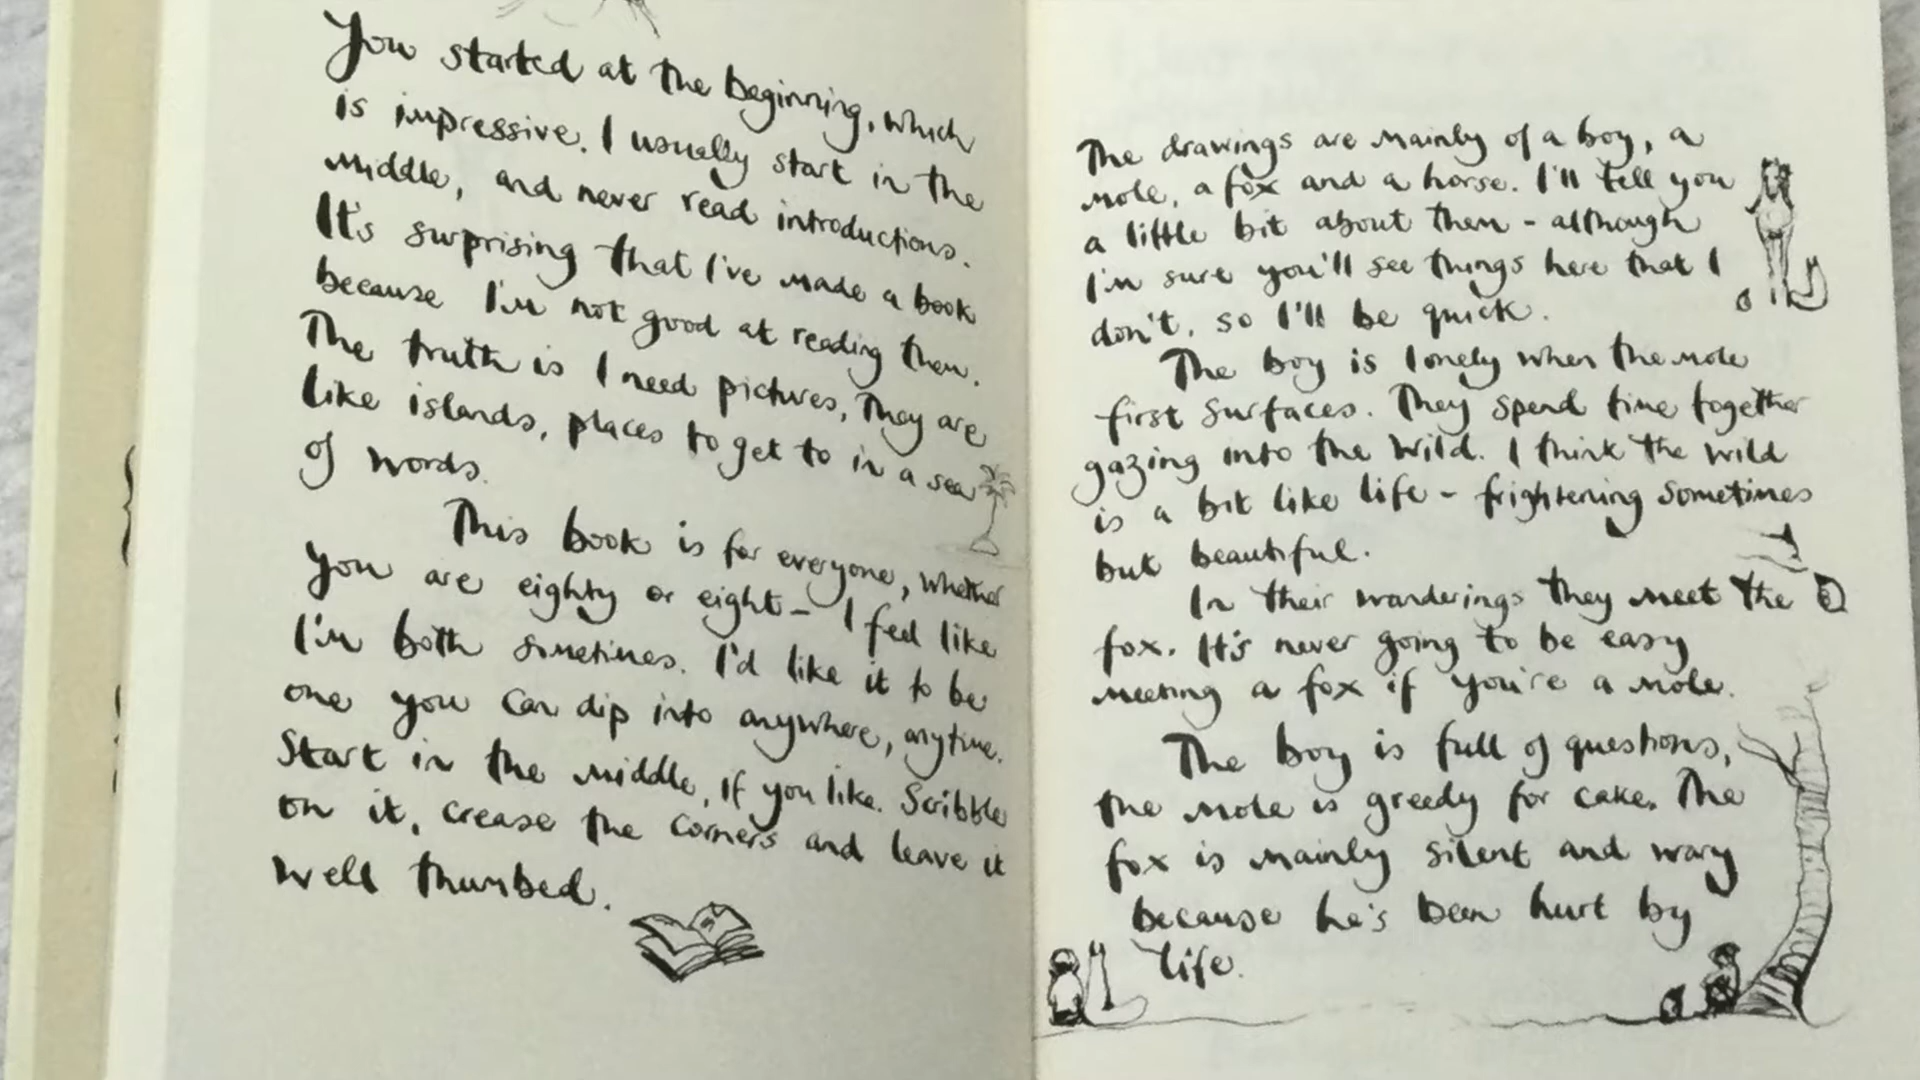 You started at the beginning, which
is impressive. I usually start in the
middle, and never read introductions.
It's surprising that I've made a book
because I'm not good at reading them.
The truth is I need pictures, they are
like islands, places to get to in a sea
of words.
This book is for everyone, whether
you are eighty or eight – I feel like
I'm both sometimes. I'd like it to be
one you can dip into anywhere, anytime.
Start in the middle, if you like. Scribble
on it, crease the corners and leave it
well thumbed.
The drawings are mainly of a boy, a
mole, a fox and a horse. I'll tell you
a little bit about them - although
I'm sure you'll see things here that I
don't, so I'll be quick.
The boy is lonely when the mole
first surfaces. They spend time together
gazing into the wild. I think the wild
is a bit like life - frightening sometimes
but beautiful.
In their wanderings they meet the
fox. It's never going to be easy
meeting a fox if you're a mole.
The boy is full of questions,
the mole is greedy for cake. The
fox is mainly silent and wary
because he's been hurt by
life.